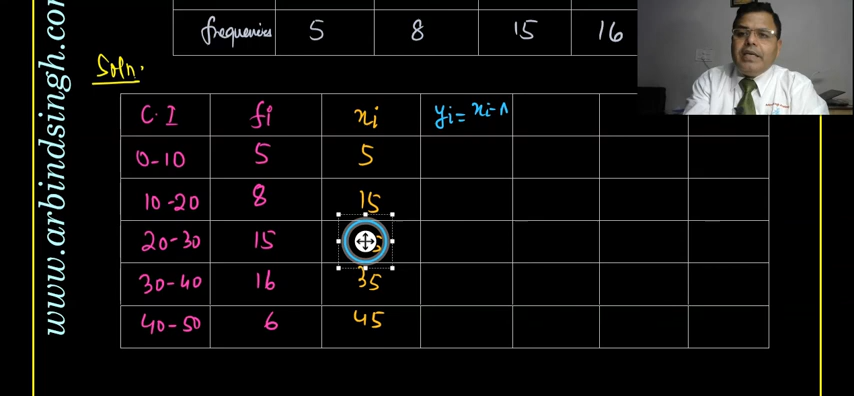 www.arbindsingh.com
frequencies 5 8 15 16
Soln.
C.I fi xi yi = xi-A
0-10 5 5
10-20 8 15
20-30 15
30-40 16 35
40-50 6 45